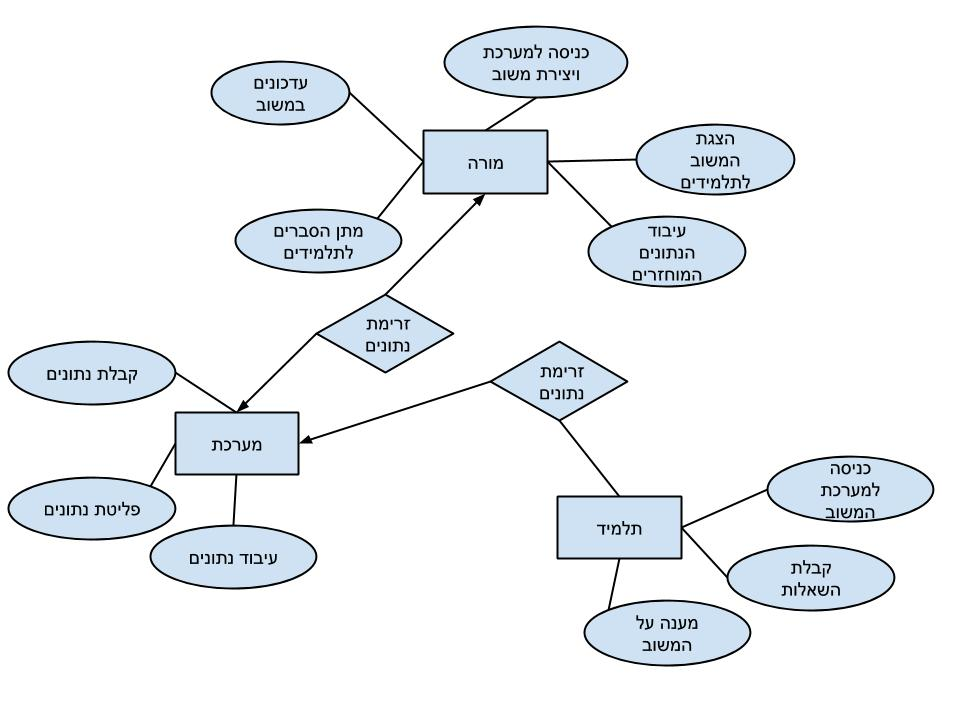 כניסה למערכת
ויצירת משוב
עדכונים
במשוב
מורה
הצגת
המשוב
לתלמידים
מתן הסברים
לתלמידים
עיבוד
הנתונים
המוחזרים
זרימת
נתונים
זרימת
נתונים
קבלת נתונים
מערכת
פליטת נתונים
עיבוד נתונים
תלמיד
כניסה
למערכת
המשוב
קבלת
השאלות
מענה על
המשוב